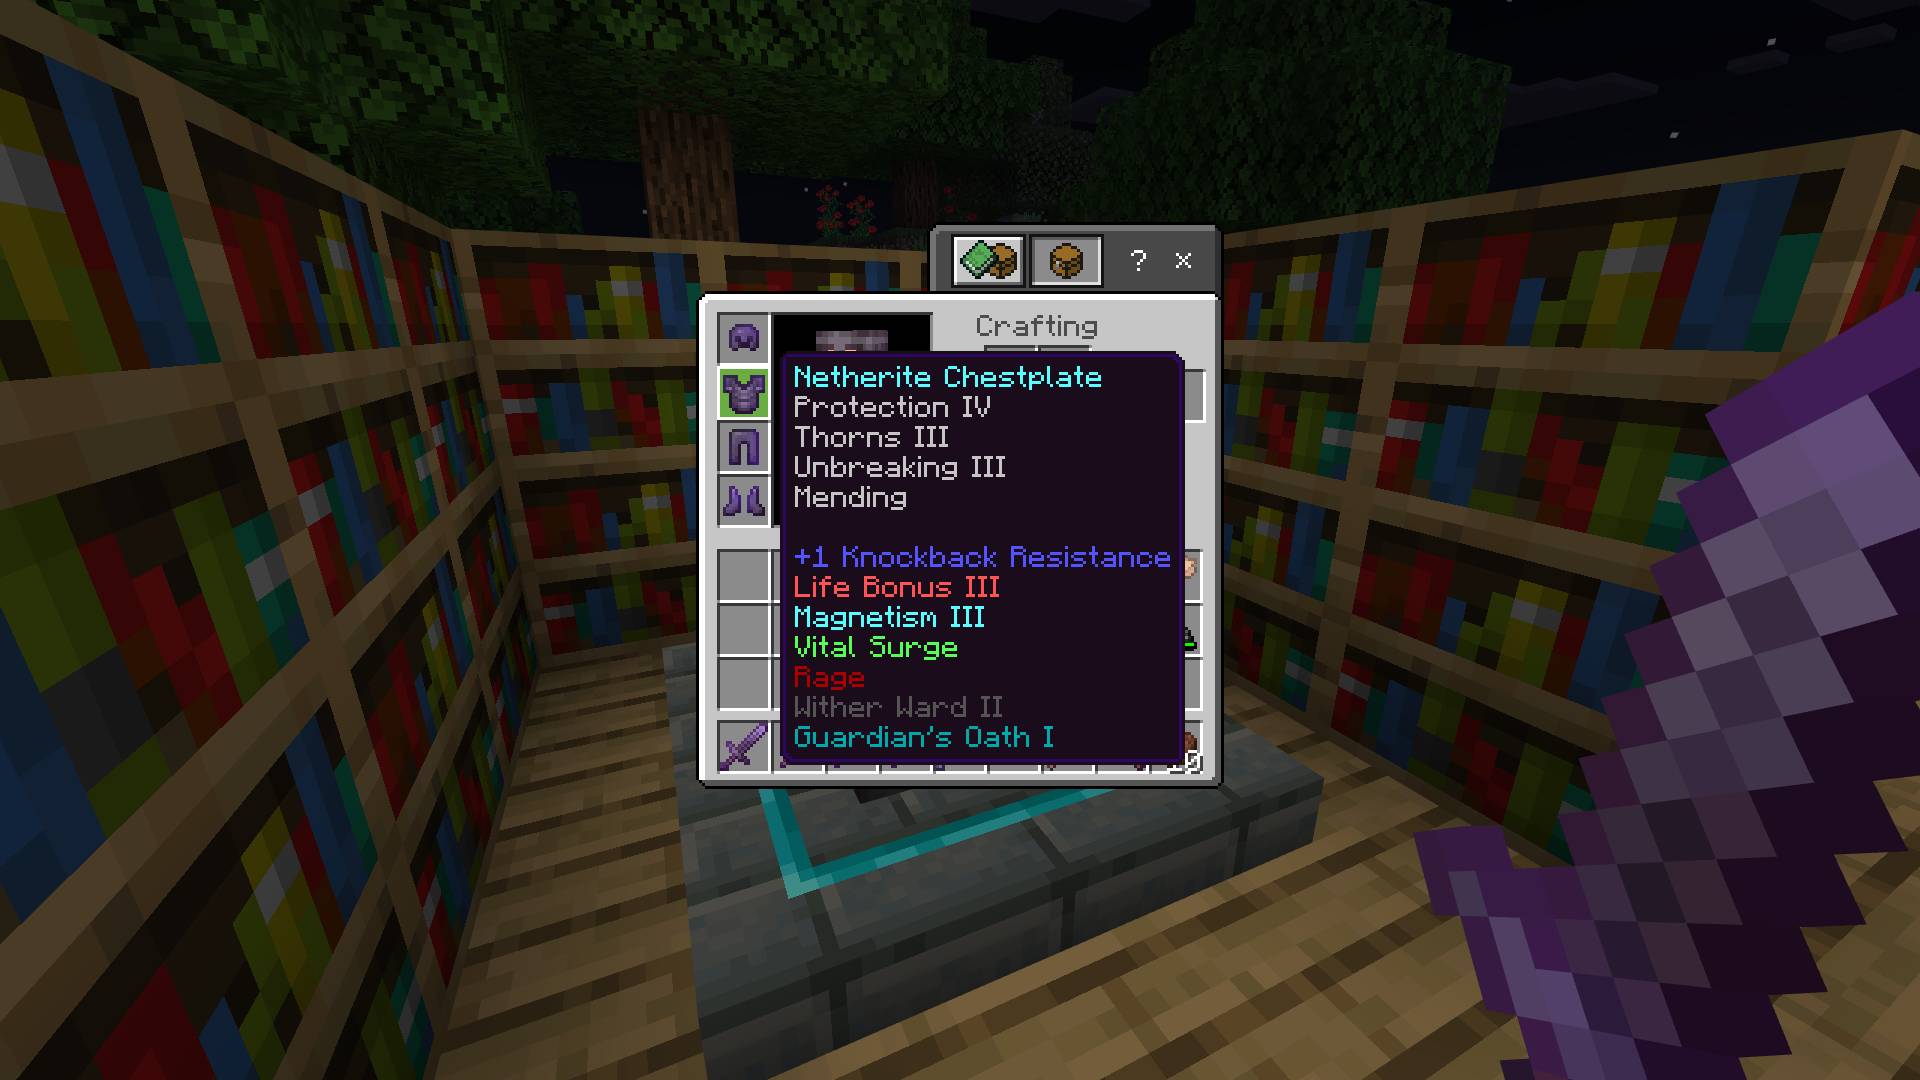 ? ×
Crafting
Netherite Chestplate
Protection IV
Thorns III
Unbreaking III
Mending
+1 Knockback Resistance
Life Bonus III
Magnetism III
Vital Surge
Rage
Wither Ward II
Guardian's Oath I